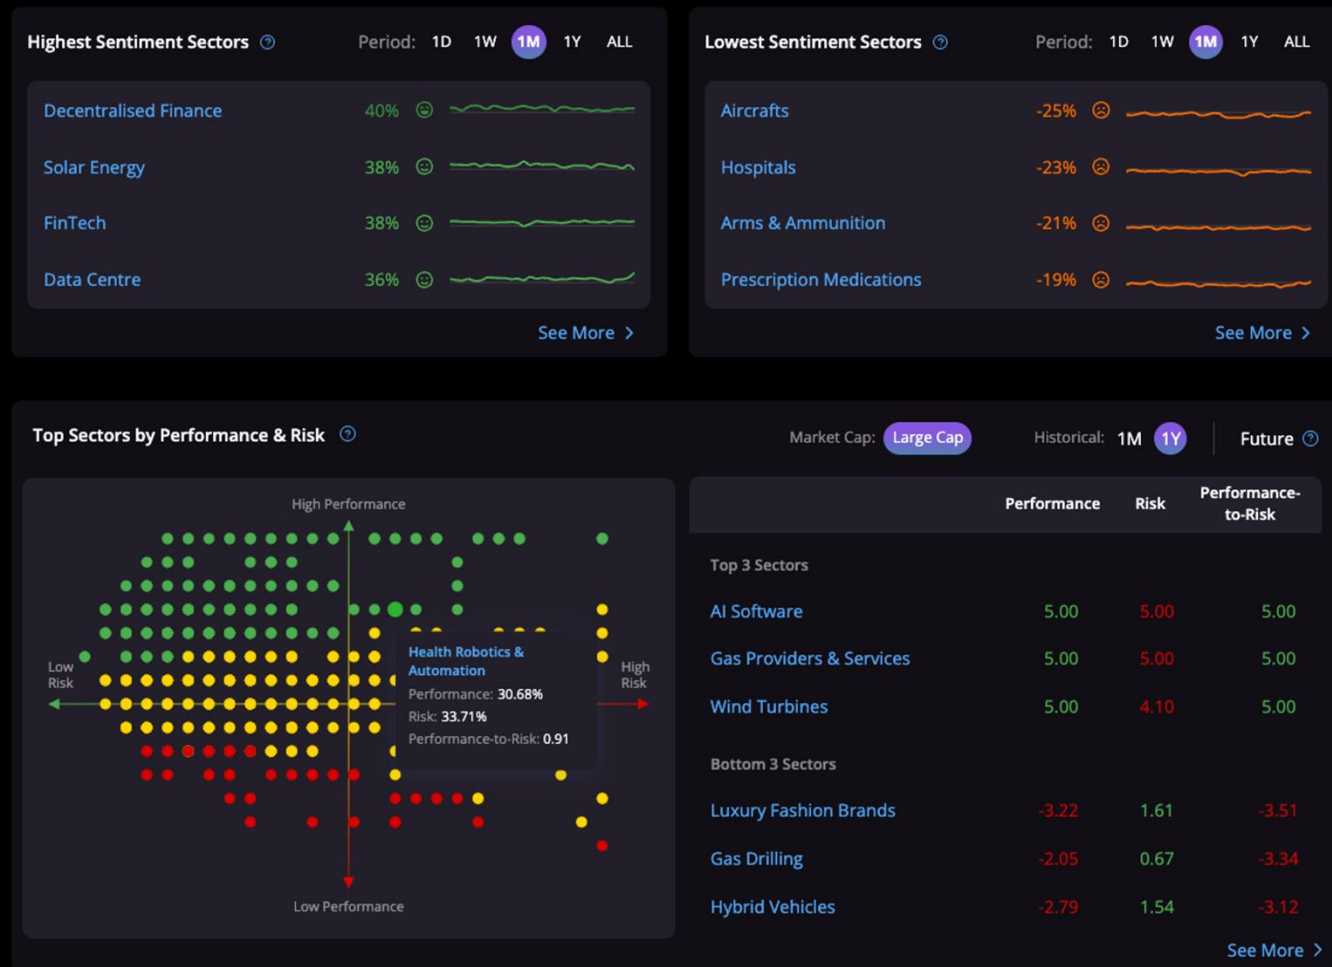 Highest Sentiment Sectors
Period: 1D 1W 1M 1Y ALL
Decentralised Finance 40%
Solar Energy 38%
FinTech 38%
Data Centre 36%
See More >
Lowest Sentiment Sectors
Period: 1D 1W 1M 1Y ALL
Aircrafts -25%
Hospitals -23%
Arms & Ammunition -21%
Prescription Medications -19%
See More >
Top Sectors by Performance & Risk
Market Cap: Large Cap Historical: 1M 1Y Future
High Performance
Low
Risk
High
Risk
Low Performance
Health Robotics &
Automation
Performance: 30.68%
Risk: 33.71%
Performance-to-Risk: 0.91
Performance Risk Performance-
to-Risk
Top 3 Sectors
AI Software 5.00 5.00 5.00
Gas Providers & Services 5.00 5.00 5.00
Wind Turbines 5.00 4.10 5.00
Bottom 3 Sectors
Luxury Fashion Brands -3.22 1.61 -3.51
Gas Drilling -2.05 0.67 -3.34
Hybrid Vehicles -2.79 1.54 -3.12
See More >